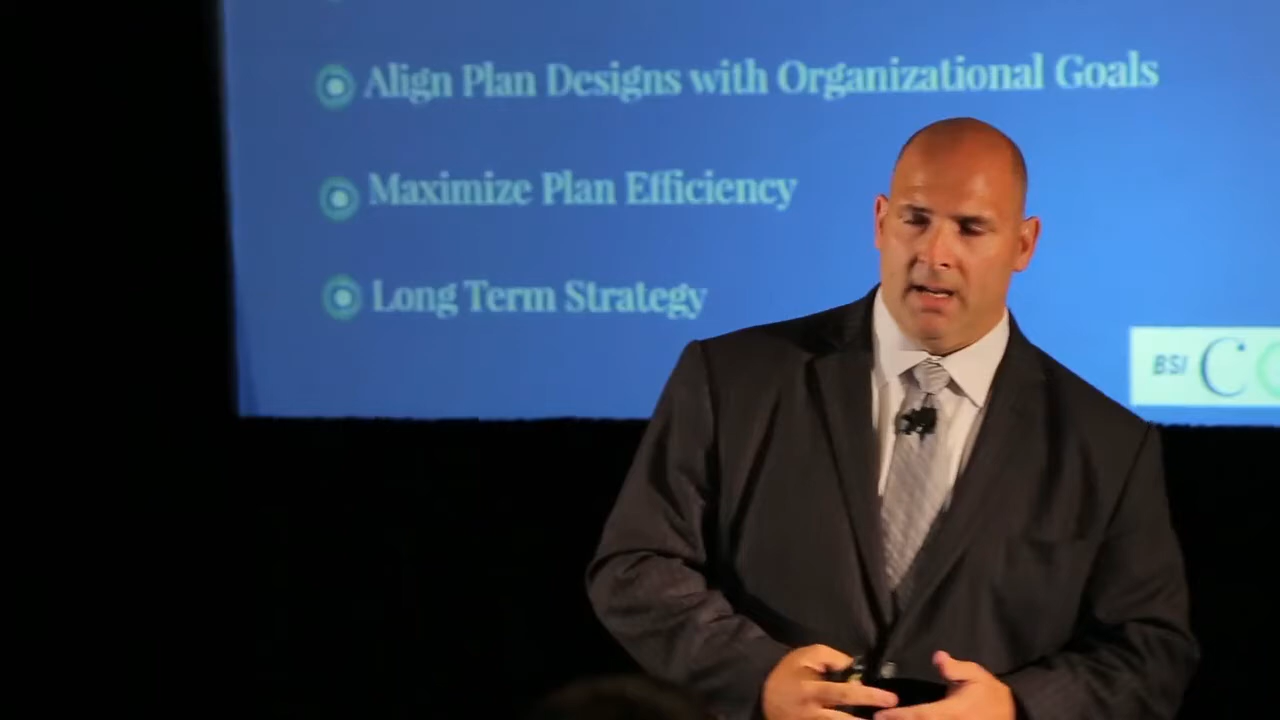 Align Plan Designs with Organizational Goals
Maximize Plan Efficiency
Long Term Strategy
BSI C